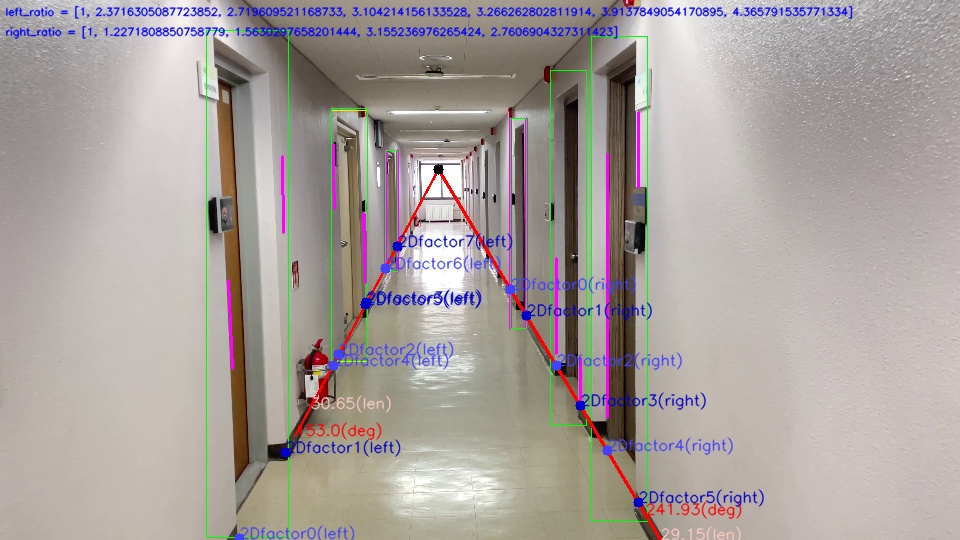 left_ratio = [1, 2.3716305087723852, 2.719609521168733, 3.104214156133528, 3.266262802811914, 3.9137849054170895, 4.365791535771334]
right_ratio = [1, 1.2271808850758779, 1.5630297658201444, 3.155236976265424, 2.7606904327311423]
2Dfactor7(left)
2Dfactor6(left)
2Dfactor0(right)
2Dfactor1(right)
2Dfactor2(left)
2Dfactor4(left)
2Dfactor2(right)
30.65(len)
2Dfactor3(right)
53.0(deg)
2Dfactor1(left)
2Dfactor4(right)
2Dfactor5(right)
241.93(deg)
2Dfactor0(left)
29.15(len)